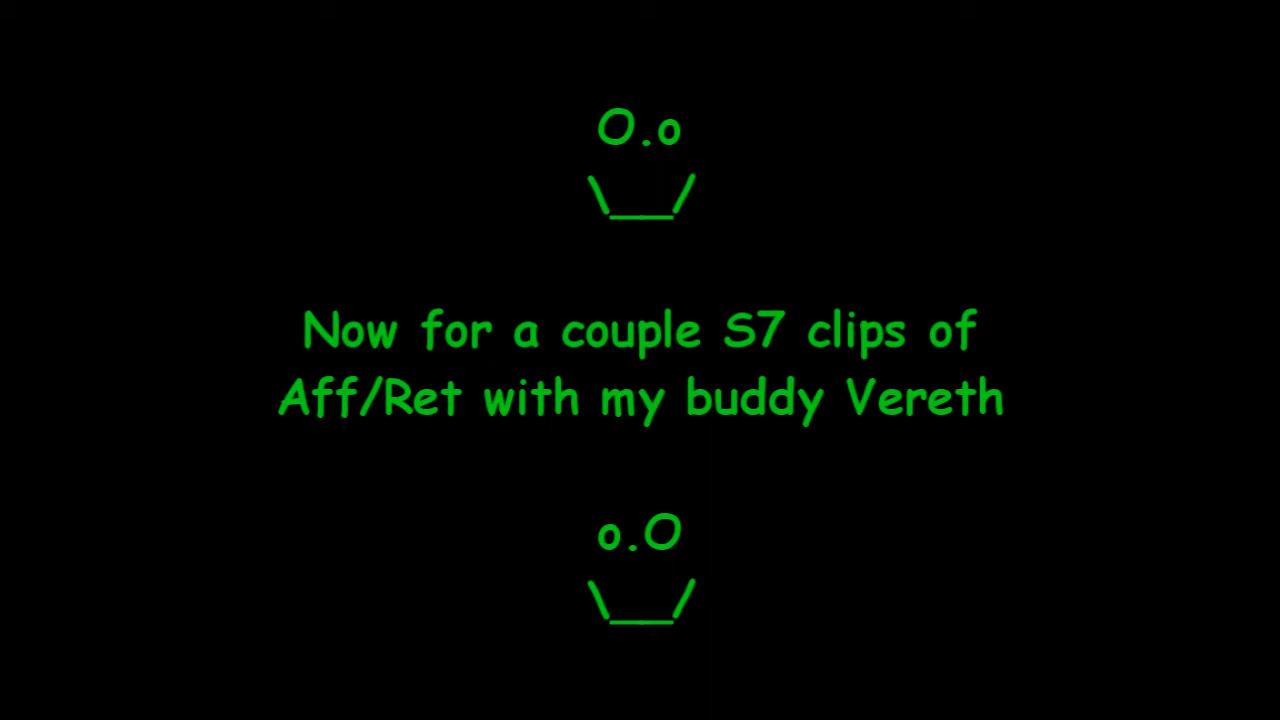 O.o
\__/
Now for a couple S7 clips of
Aff/Ret with my buddy Vereth
o.O
\__/